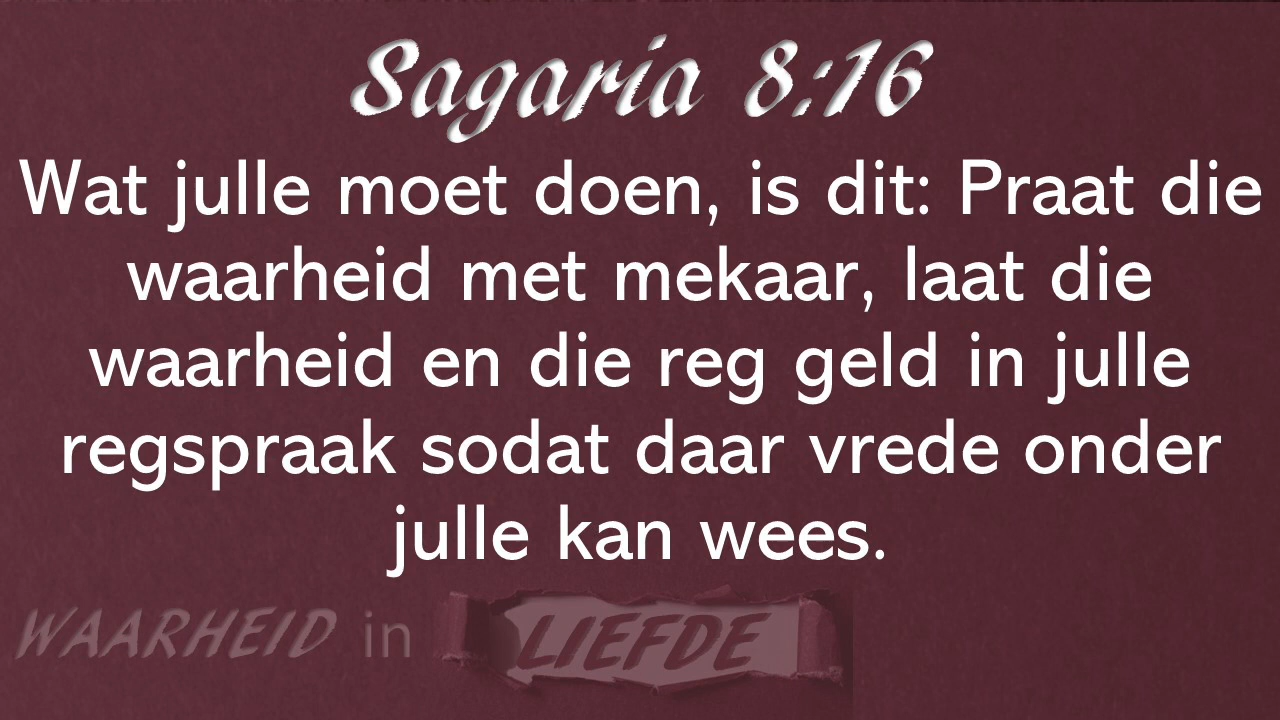 Sagaria 8:16
Wat julle moet doen, is dit: Praat die
waarheid met mekaar, laat die
waarheid en die reg geld in julle
regspraak sodat daar vrede onder
julle kan wees.
WAARHEID in LIEFDE